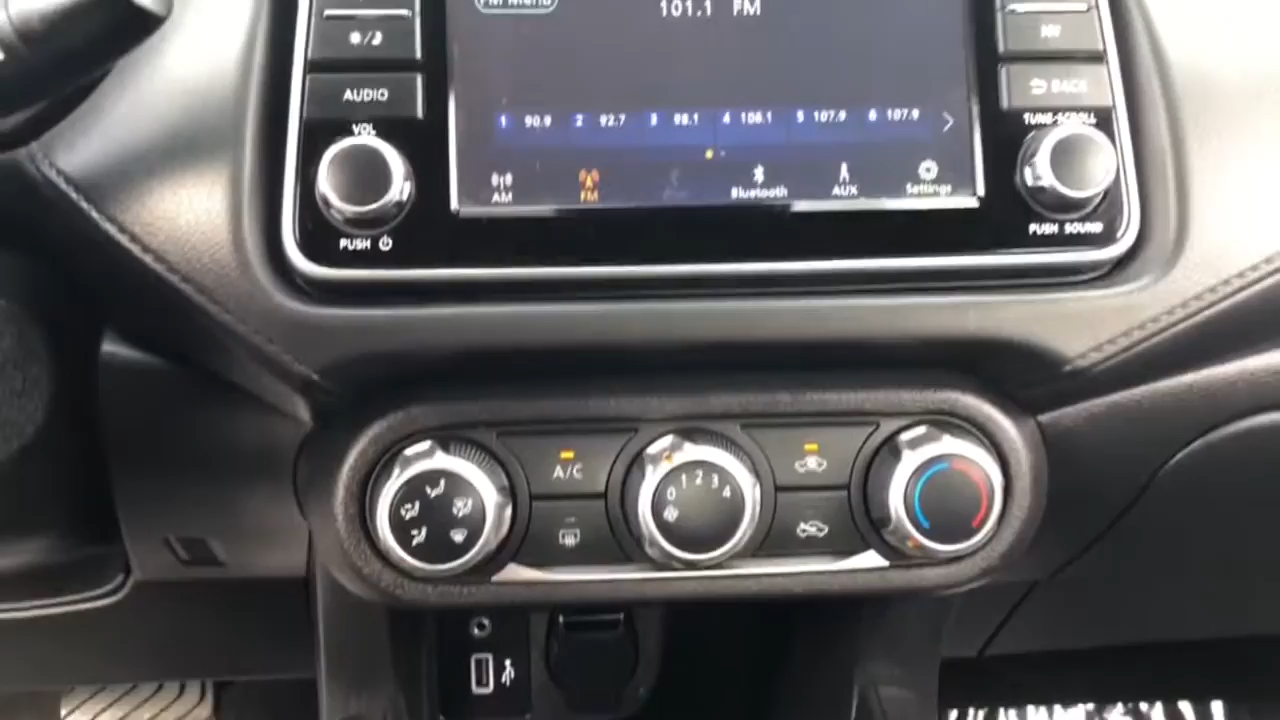 FM Menu
101.1 FM
AUDIO
BACK
VOL
TUNE·SCROLL
1 90.9 2 92.7 3 98.1 4 106.1 5 107.9 6 107.9
AM FM Bluetooth AUX Settings
PUSH
PUSH SOUND
A/C
0 1 2 3 4